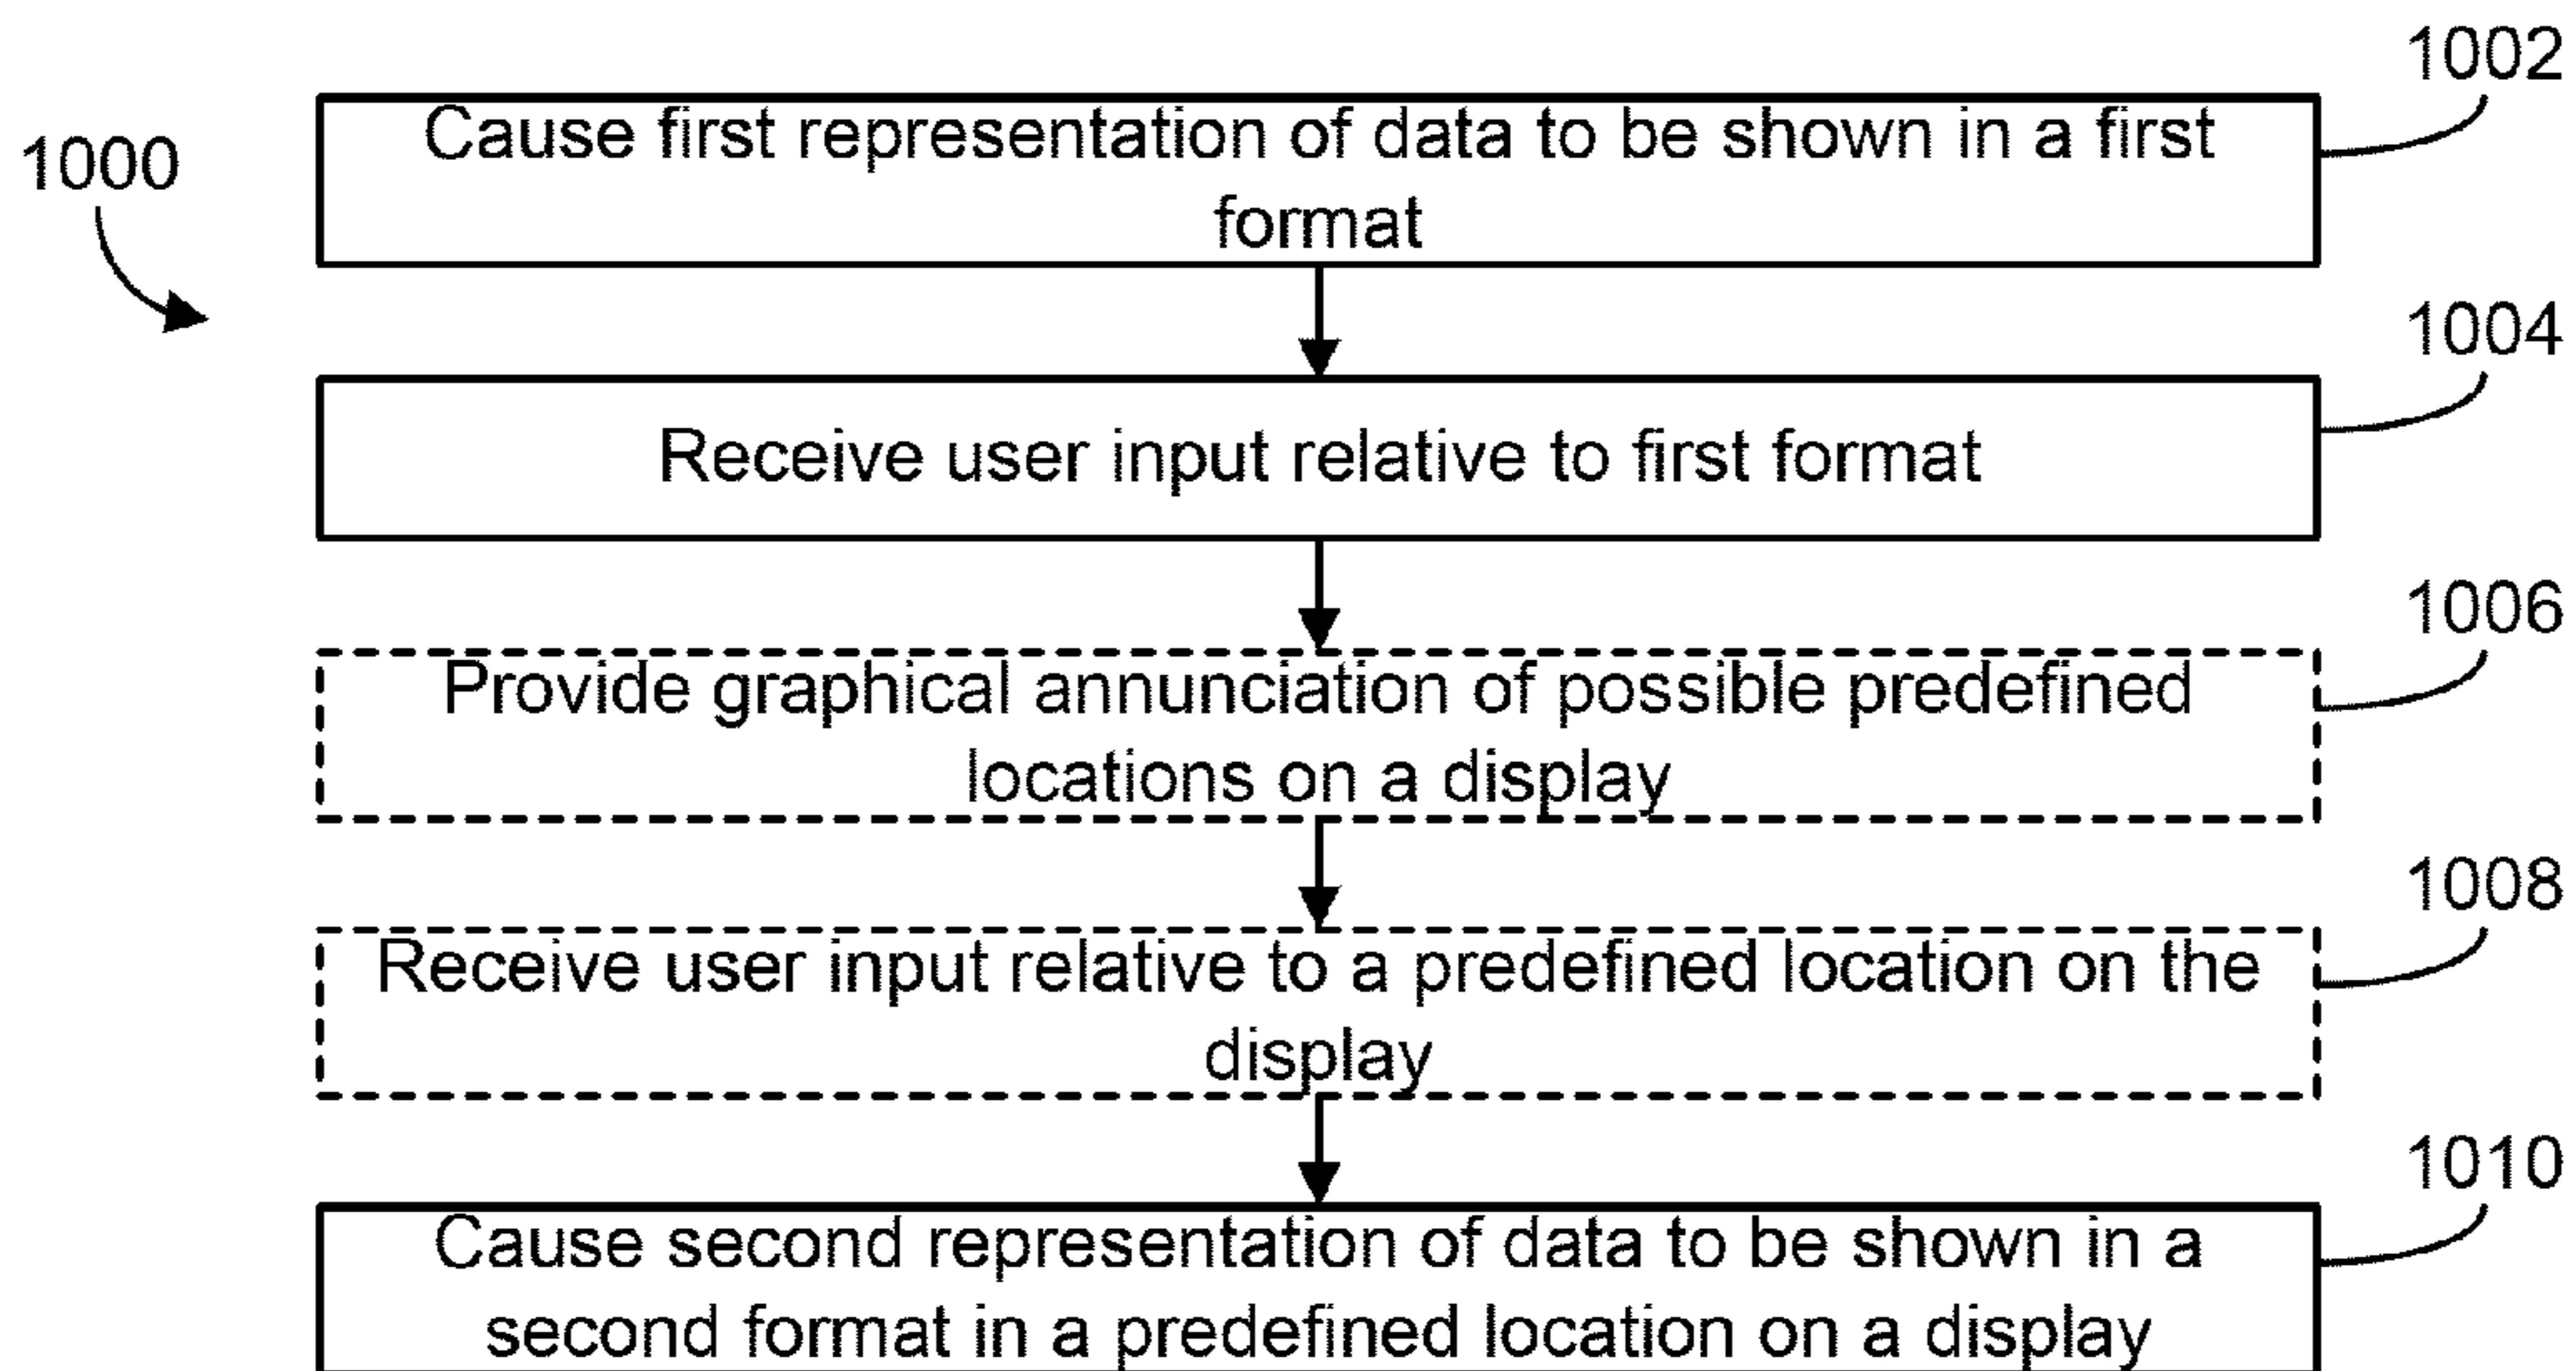 1002
Cause first representation of data to be shown in a first
format
1000
1004
Receive user input relative to first format
1006
Provide graphical annunciation of possible predefined
locations on a display
1008
Receive user input relative to a predefined location on the
display
1010
Cause second representation of data to be shown in a
second format in a predefined location on a display